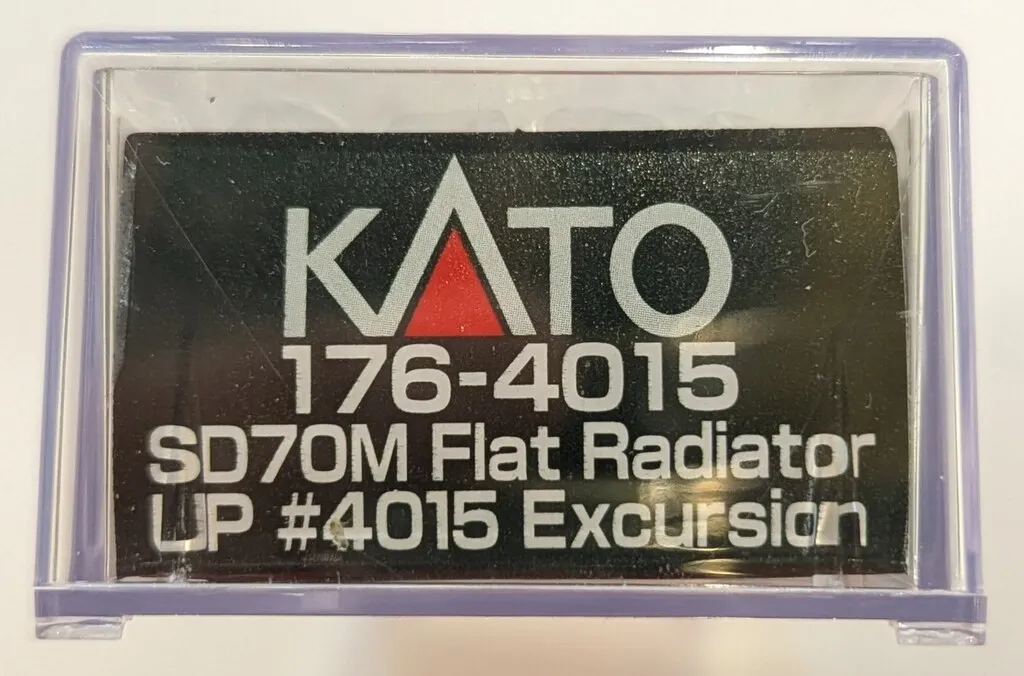 KATO
176-4015
SD70M Flat Radiator
UP #4015 Excursion